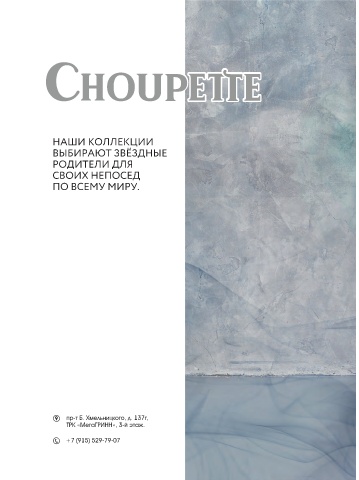 CHOUPETTE
НАШИ КОЛЛЕКЦИИ
ВЫБИРАЮТ ЗВЁЗДНЫЕ
РОДИТЕЛИ ДЛЯ
СВОИХ НЕПОСЕД
ПО ВСЕМУ МИРУ.
пр-т Б. Хмельницкого, д. 137т,
ТРК «МегаГРИНН», 3-й этаж.
+7 (915) 529-79-07